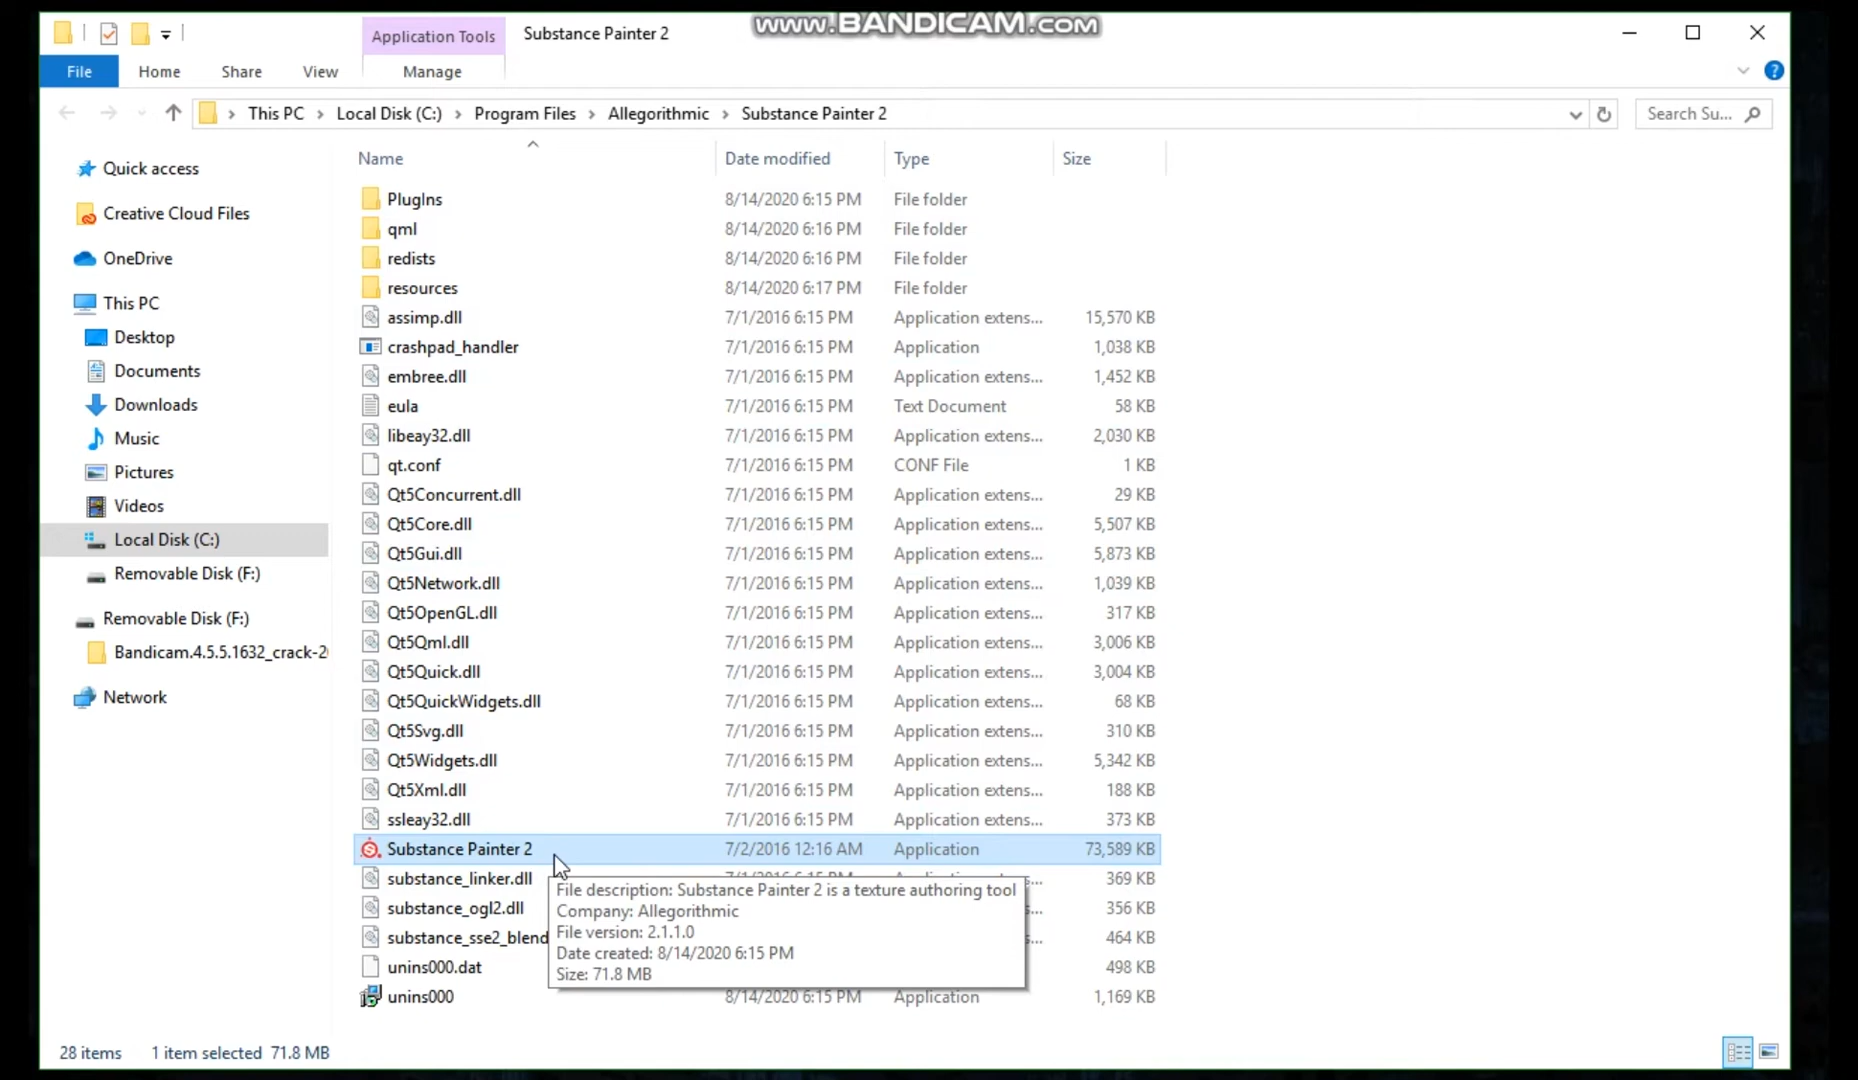 www.BANDICAM.com
Application Tools
Substance Painter 2
File
Home
Share
View
Manage
This PC > Local Disk (C:) > Program Files > Allegorithmic > Substance Painter 2
Search Su...
Name Date modified Type Size
Quick access
Creative Cloud Files
OneDrive
This PC
Desktop
Documents
Downloads
Music
Pictures
Videos
Local Disk (C:)
Removable Disk (F:)
Removable Disk (F:)
Bandicam.4.5.5.1632_crack-2
Network
PlugIns 8/14/2020 6:15 PM File folder
qml 8/14/2020 6:16 PM File folder
redists 8/14/2020 6:16 PM File folder
resources 8/14/2020 6:17 PM File folder
assimp.dll 7/1/2016 6:15 PM Application extens... 15,570 KB
crashpad_handler 7/1/2016 6:15 PM Application 1,038 KB
embree.dll 7/1/2016 6:15 PM Application extens... 1,452 KB
eula 7/1/2016 6:15 PM Text Document 58 KB
libeay32.dll 7/1/2016 6:15 PM Application extens... 2,030 KB
qt.conf 7/1/2016 6:15 PM CONF File 1 KB
Qt5Concurrent.dll 7/1/2016 6:15 PM Application extens... 29 KB
Qt5Core.dll 7/1/2016 6:15 PM Application extens... 5,507 KB
Qt5Gui.dll 7/1/2016 6:15 PM Application extens... 5,873 KB
Qt5Network.dll 7/1/2016 6:15 PM Application extens... 1,039 KB
Qt5OpenGL.dll 7/1/2016 6:15 PM Application extens... 317 KB
Qt5Qml.dll 7/1/2016 6:15 PM Application extens... 3,006 KB
Qt5Quick.dll 7/1/2016 6:15 PM Application extens... 3,004 KB
Qt5QuickWidgets.dll 7/1/2016 6:15 PM Application extens... 68 KB
Qt5Svg.dll 7/1/2016 6:15 PM Application extens... 310 KB
Qt5Widgets.dll 7/1/2016 6:15 PM Application extens... 5,342 KB
Qt5Xml.dll 7/1/2016 6:15 PM Application extens... 188 KB
ssleay32.dll 7/1/2016 6:15 PM Application extens... 373 KB
Substance Painter 2 7/2/2016 12:16 AM Application 73,589 KB
substance_linker.dll 369 KB
substance_ogl2.dll 356 KB
substance_sse2_blend 464 KB
unins000.dat 498 KB
unins000 8/14/2020 6:15 PM Application 1,169 KB
File description: Substance Painter 2 is a texture authoring tool
Company: Allegorithmic
File version: 2.1.1.0
Date created: 8/14/2020 6:15 PM
Size: 71.8 MB
28 items 1 item selected 71.8 MB